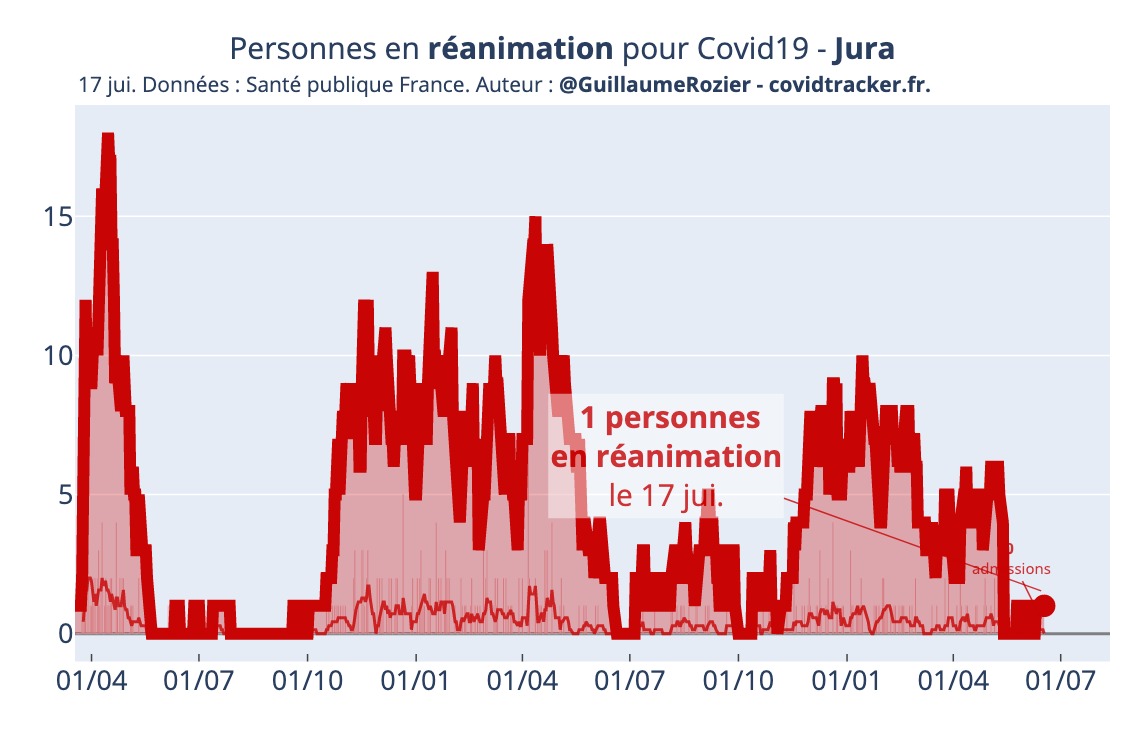 Personnes en réanimation pour Covid19 - Jura
17 jui. Données : Santé publique France. Auteur : @GuillaumeRozier - covidtracker.fr.
15
10
5
0
1 personnes
en réanimation
le 17 jui.
0
admissions
01/04 01/07 01/10 01/01 01/04 01/07 01/10 01/01 01/04 01/07